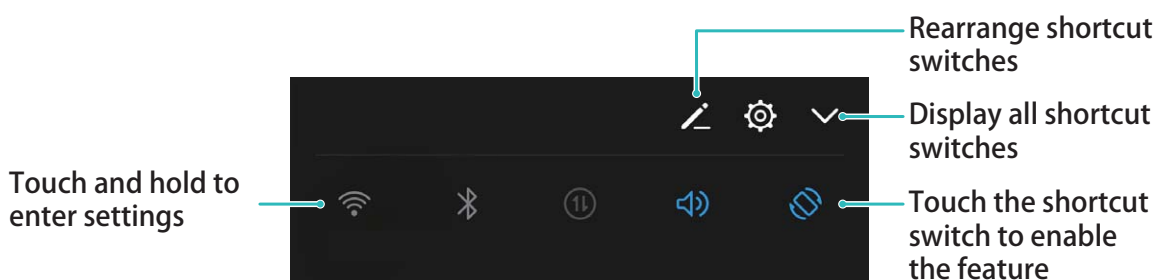 Rearrange shortcut
switches
Display all shortcut
switches
Touch and hold to
enter settings
Touch the shortcut
switch to enable
the feature